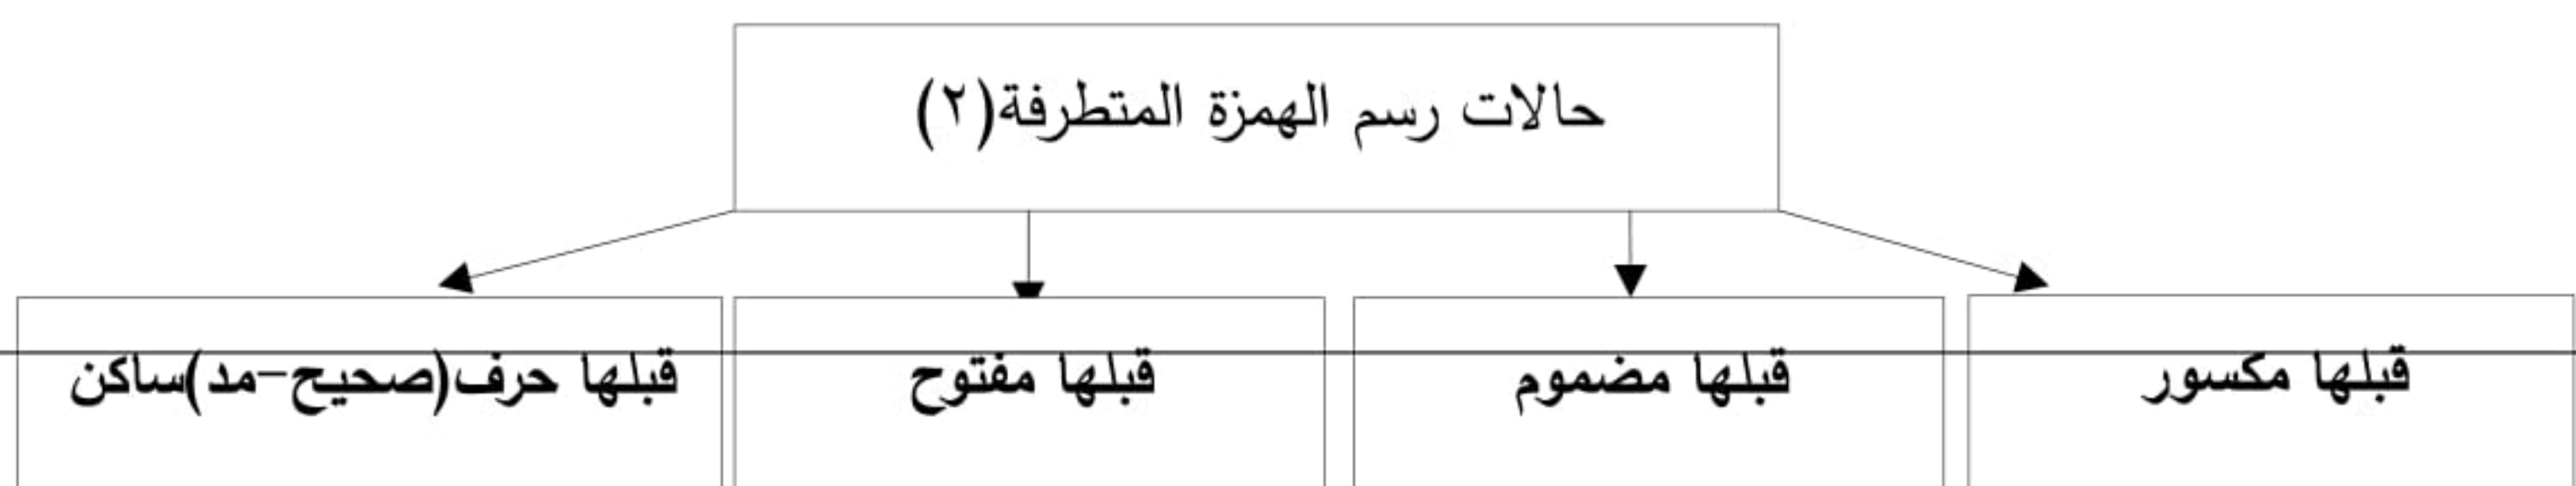 حالات رسم الهمزة المتطرفة(٢)
قبلها مكسور
قبلها مضموم
قبلها مفتوح
قبلها حرف(صحيح-مد)ساكن